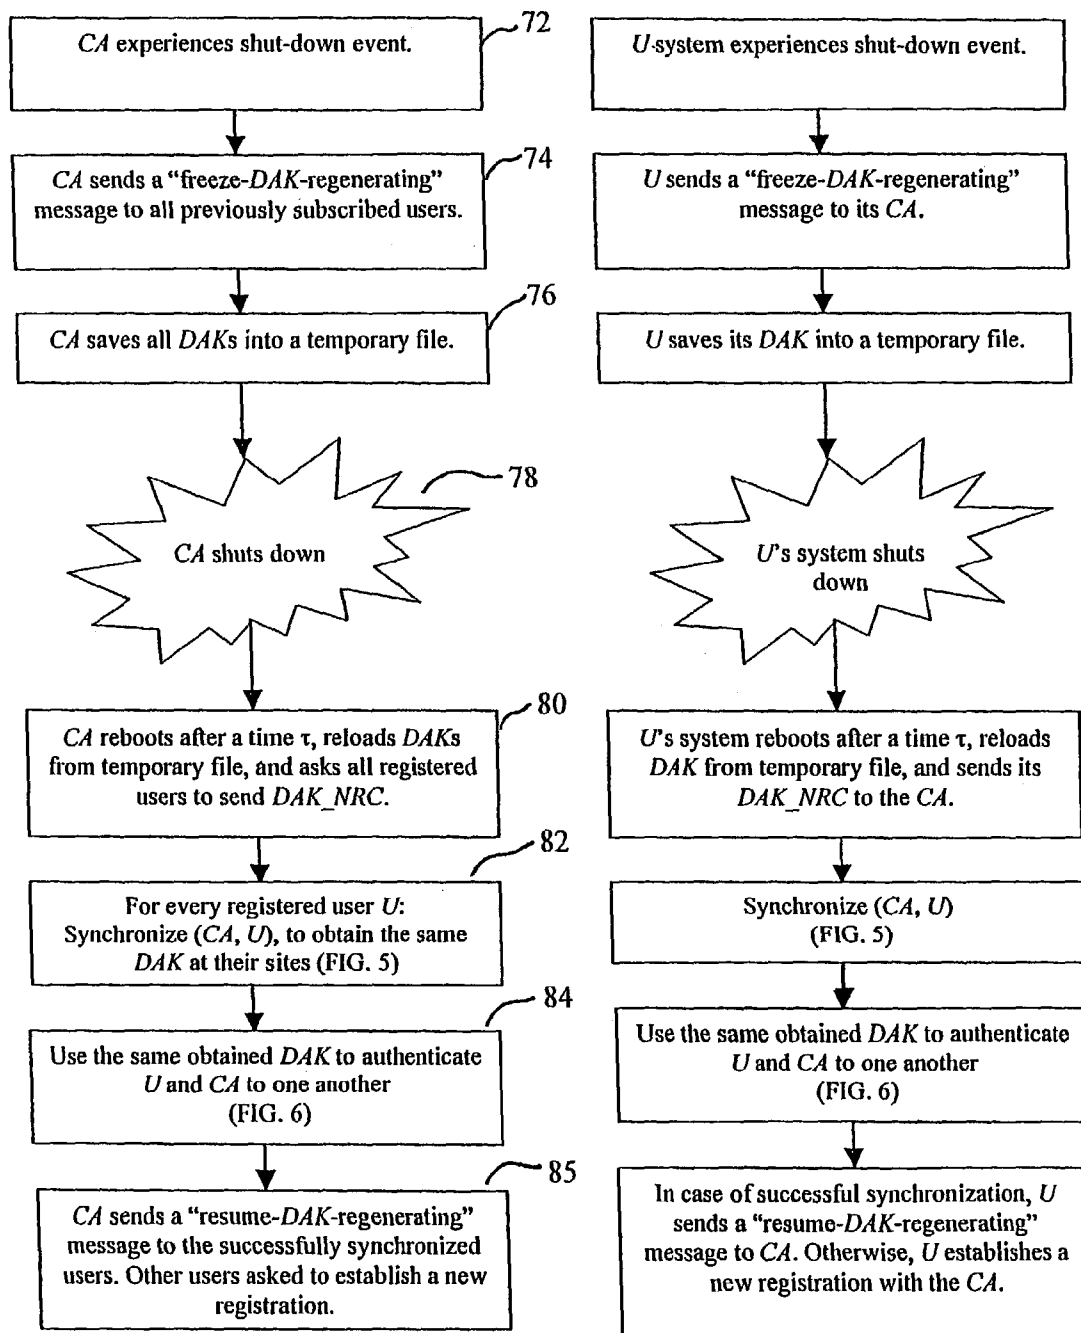 CA experiences shut-down event.
72
CA sends a “freeze-DAK-regenerating”
message to all previously subscribed users.
74
CA saves all DAKs into a temporary file.
76
CA shuts down
78
CA reboots after a time τ, reloads DAKs
from temporary file, and asks all registered
users to send DAK_NRC.
80
For every registered user U:
Synchronize (CA, U), to obtain the same
DAK at their sites (FIG. 5)
82
Use the same obtained DAK to authenticate
U and CA to one another
(FIG. 6)
84
CA sends a “resume-DAK-regenerating”
message to the successfully synchronized
users. Other users asked to establish a new
registration.
85
U-system experiences shut-down event.
U sends a “freeze-DAK-regenerating”
message to its CA.
U saves its DAK into a temporary file.
U's system shuts
down
U's system reboots after a time τ, reloads
DAK from temporary file, and sends its
DAK_NRC to the CA.
Synchronize (CA, U)
(FIG. 5)
Use the same obtained DAK to authenticate
U and CA to one another
(FIG. 6)
In case of successful synchronization, U
sends a “resume-DAK-regenerating”
message to CA. Otherwise, U establishes a
new registration with the CA.